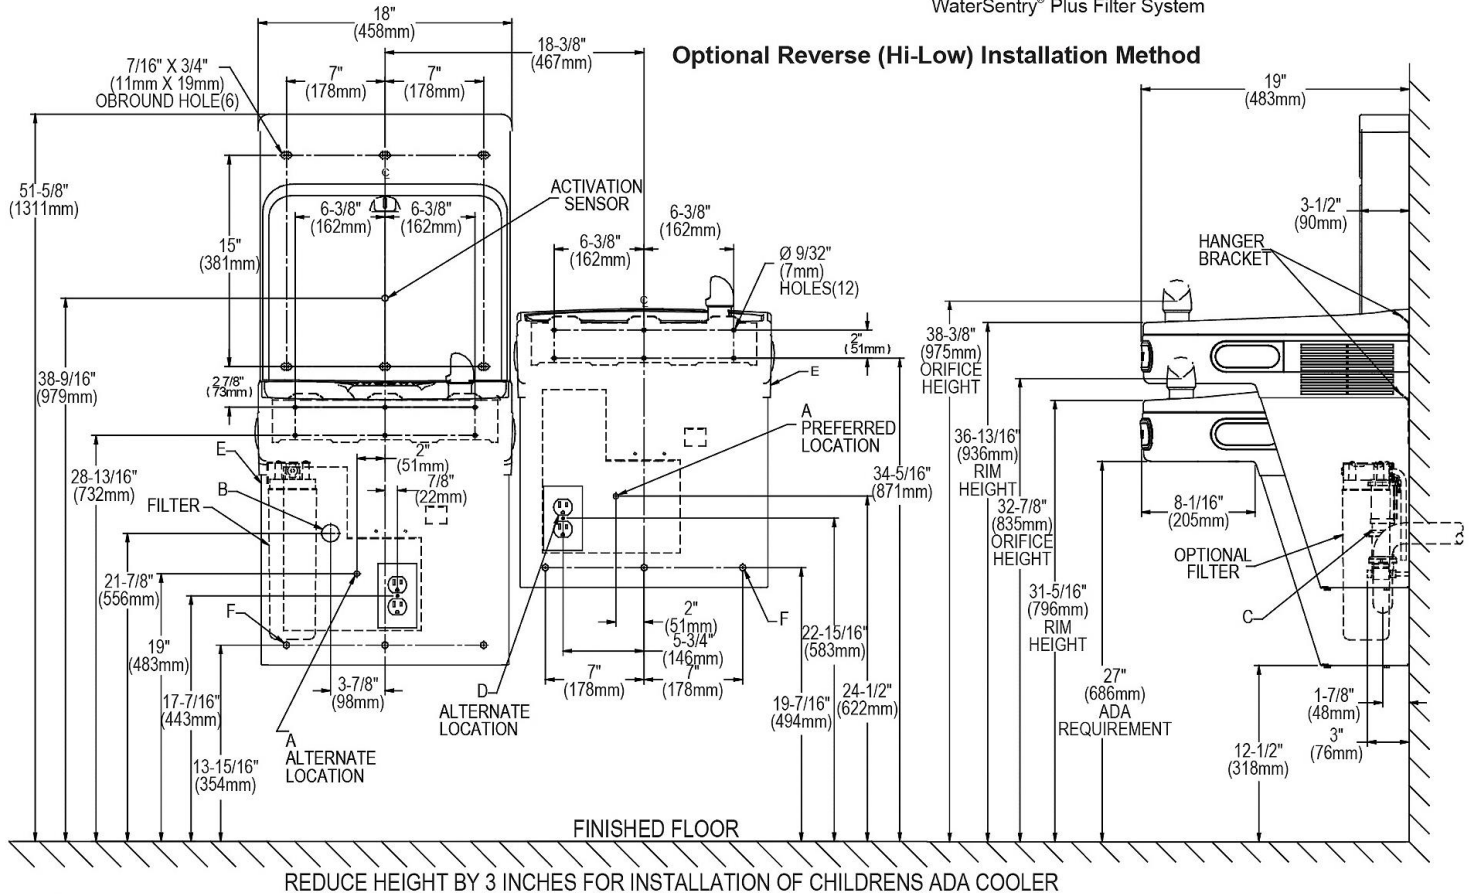 WaterSentry® Plus Filter System
Optional Reverse (Hi-Low) Installation Method
18"
(458mm)
18-3/8"
(467mm)
7/16" X 3/4"
(11mm X 19mm)
OBROUND HOLE(6)
7"
(178mm)
7"
(178mm)
19"
(483mm)
51-5/8"
(1311mm)
℄
ACTIVATION
SENSOR
6-3/8"
(162mm)
6-3/8"
(162mm)
6-3/8"
(162mm)
6-3/8"
(162mm)
3-1/2"
(90mm)
15"
(381mm)
Ø 9/32"
(7mm)
HOLES(12)
HANGER
BRACKET
℄
2"
(51mm)
38-3/8"
(975mm)
ORIFICE
HEIGHT
38-9/16"
(979mm)
2 7/8"
(73mm)
E
A
PREFERRED
LOCATION
36-13/16"
(936mm)
RIM
HEIGHT
2"
(51mm)
28-13/16"
(732mm)
E
B
FILTER
7/8"
(22mm)
34-5/16"
(871mm)
32-7/8"
(835mm)
ORIFICE
HEIGHT
8-1/16"
(205mm)
OPTIONAL
FILTER
21-7/8"
(556mm)
31-5/16"
(796mm)
RIM
HEIGHT
C
F
F
2"
(51mm)
5-3/4"
(146mm)
22-15/16"
(583mm)
19"
(483mm)
7"
(178mm)
7"
(178mm)
3-7/8"
(98mm)
D
ALTERNATE
LOCATION
17-7/16"
(443mm)
24-1/2"
(622mm)
19-7/16"
(494mm)
27"
(686mm)
ADA
REQUIREMENT
1-7/8"
(48mm)
3"
(76mm)
A
ALTERNATE
LOCATION
13-15/16"
(354mm)
12-1/2"
(318mm)
FINISHED FLOOR
REDUCE HEIGHT BY 3 INCHES FOR INSTALLATION OF CHILDRENS ADA COOLER